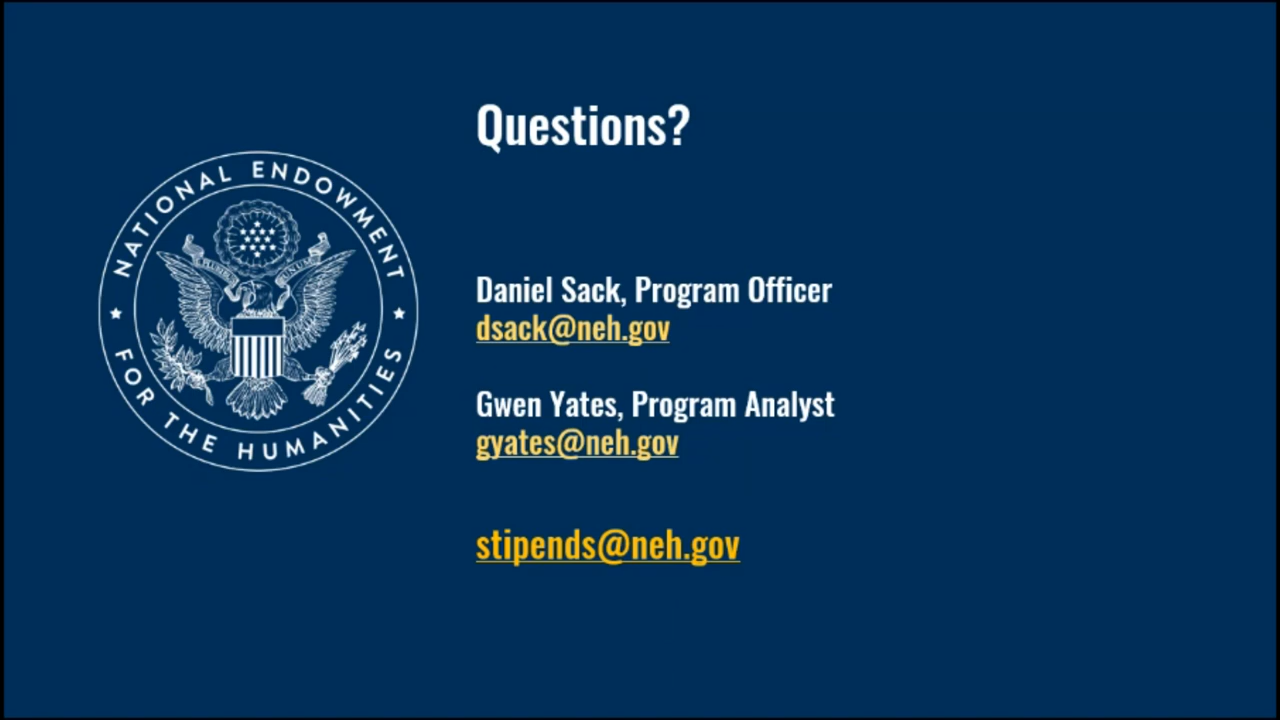 NATIONAL ENDOWMENT
FOR THE HUMANITIES
Questions?
Daniel Sack, Program Officer
dsack@neh.gov
Gwen Yates, Program Analyst
gyates@neh.gov
stipends@neh.gov